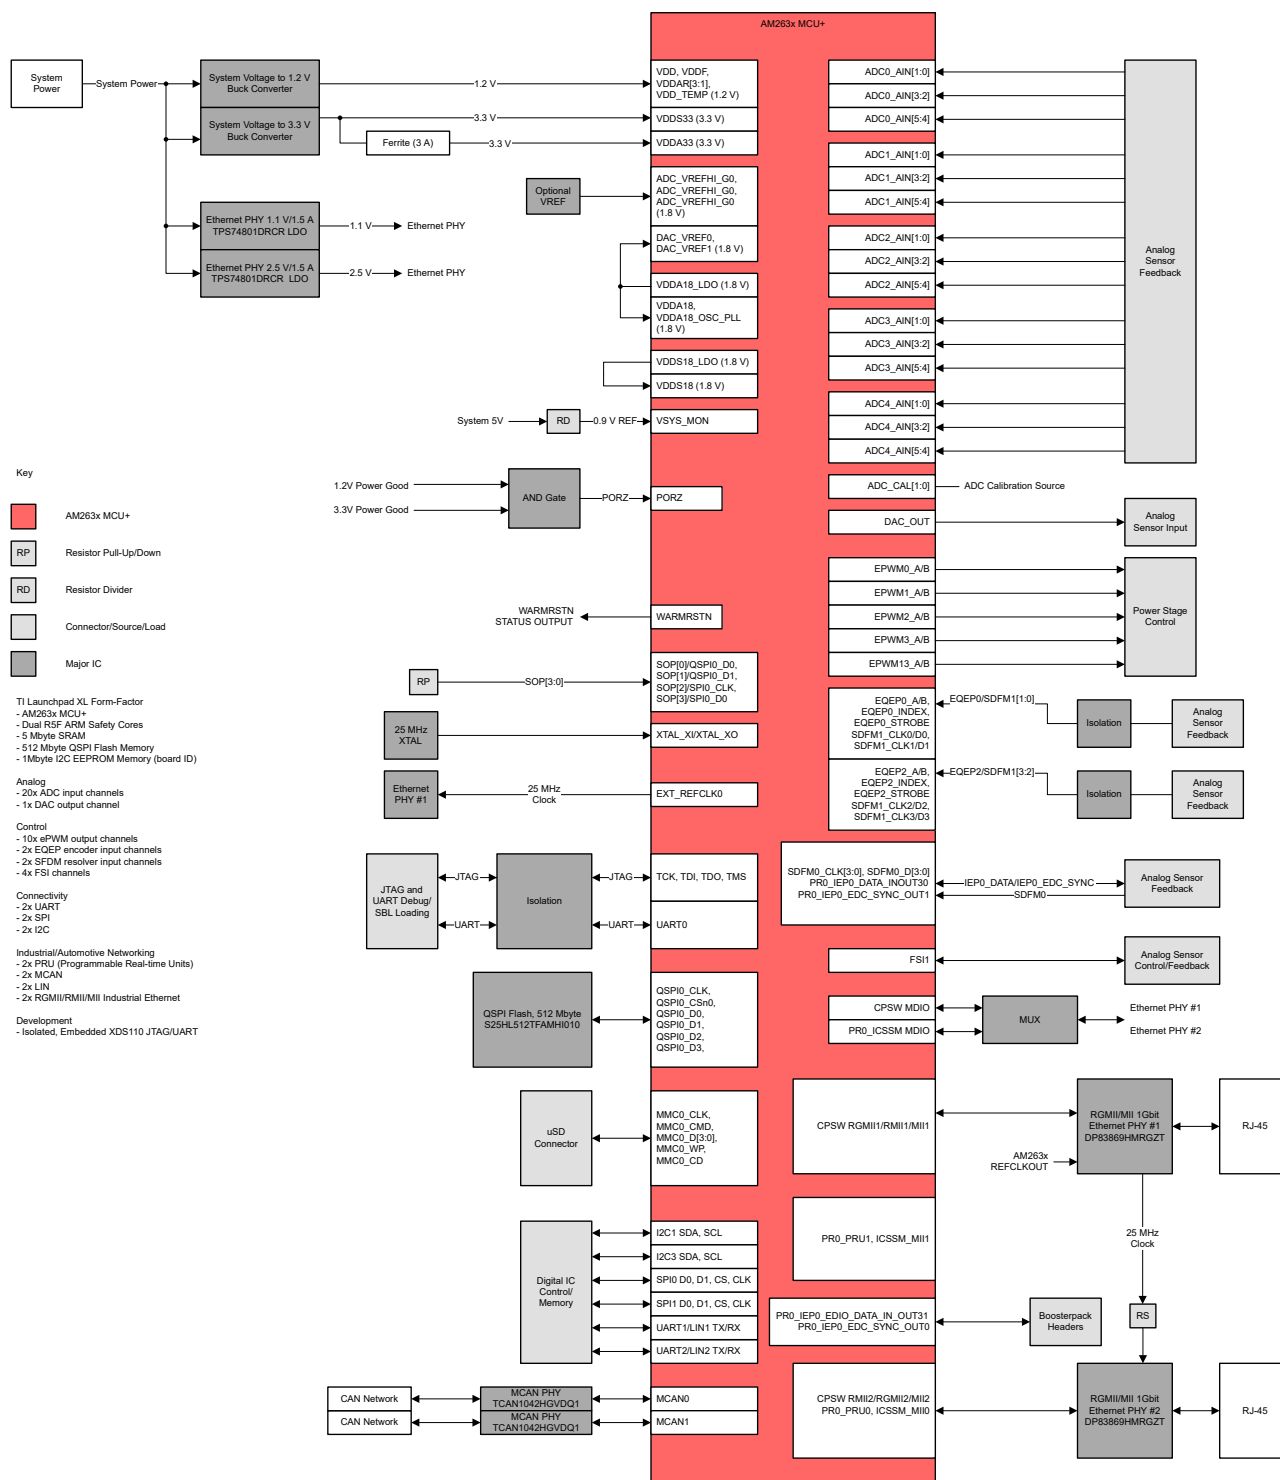 AM263x MCU+
System
Power
System Power
System Voltage to 1.2 V
Buck Converter
1.2 V
System Voltage to 3.3 V
Buck Converter
3.3 V
Ferrite (3 A)
3.3 V
VDD, VDDF,
VDDAR[3:1],
VDD_TEMP (1.2 V)
VDDS33 (3.3 V)
VDDA33 (3.3 V)
Optional
VREF
ADC_VREFHI_G0,
ADC_VREFHI_G0,
ADC_VREFHI_G0
(1.8 V)
Ethernet PHY 1.1 V/1.5 A
TPS74801DRCR LDO
1.1 V
Ethernet PHY
Ethernet PHY 2.5 V/1.5 A
TPS74801DRCR LDO
2.5 V
Ethernet PHY
DAC_VREF0,
DAC_VREF1 (1.8 V)
VDDA18_LDO (1.8 V)
VDDA18,
VDDA18_OSC_PLL
(1.8 V)
VDDS18_LDO (1.8 V)
VDDS18 (1.8 V)
System 5V
RD
0.9 V REF
VSYS_MON
1.2V Power Good
3.3V Power Good
AND Gate
PORZ
PORZ
WARMRSTN
STATUS OUTPUT
WARMRSTN
RP
SOP[3:0]
SOP[0]/QSPI0_D0,
SOP[1]/QSPI0_D1,
SOP[2]/SPI0_CLK,
SOP[3]/SPI0_D0
25 MHz
XTAL
XTAL_XI/XTAL_XO
Ethernet
PHY #1
25 MHz
Clock
EXT_REFCLK0
JTAG and
UART Debug/
SBL Loading
JTAG
UART
Isolation
JTAG
UART
TCK, TDI, TDO, TMS
UART0
QSPI Flash, 512 Mbyte
S25HL512TFAMHI010
QSPI0_CLK,
QSPI0_CSn0,
QSPI0_D0,
QSPI0_D1,
QSPI0_D2,
QSPI0_D3,
uSD
Connector
MMC0_CLK,
MMC0_CMD,
MMC0_D[3:0],
MMC0_WP,
MMC0_CD
Digital IC
Control/
Memory
I2C1 SDA, SCL
I2C3 SDA, SCL
SPI0 D0, D1, CS, CLK
SPI1 D0, D1, CS, CLK
UART1/LIN1 TX/RX
UART2/LIN2 TX/RX
CAN Network
MCAN PHY
TCAN1042HGVDQ1
MCAN0
CAN Network
MCAN PHY
TCAN1042HGVDQ1
MCAN1
Key
AM263x MCU+
RP
Resistor Pull-Up/Down
RD
Resistor Divider
Connector/Source/Load
Major IC
TI Launchpad XL Form-Factor
- AM263x MCU+
- Dual R5F ARM Safety Cores
- 5 Mbyte SRAM
- 512 Mbyte QSPI Flash Memory
- 1Mbyte I2C EEPROM Memory (board ID)
Analog
- 20x ADC input channels
- 1x DAC output channel
Control
- 10x ePWM output channels
- 2x EQEP encoder input channels
- 2x SFDM resolver input channels
- 4x FSI channels
Connectivity
- 2x UART
- 2x SPI
- 2x I2C
Industrial/Automotive Networking
- 2x PRU (Programmable Real-time Units)
- 2x MCAN
- 2x LIN
- 2x RGMII/RMII/MII Industrial Ethernet
Development
- Isolated, Embedded XDS110 JTAG/UART
ADC0_AIN[1:0]
ADC0_AIN[3:2]
ADC0_AIN[5:4]
ADC1_AIN[1:0]
ADC1_AIN[3:2]
ADC1_AIN[5:4]
ADC2_AIN[1:0]
ADC2_AIN[3:2]
ADC2_AIN[5:4]
ADC3_AIN[1:0]
ADC3_AIN[3:2]
ADC3_AIN[5:4]
ADC4_AIN[1:0]
ADC4_AIN[3:2]
ADC4_AIN[5:4]
Analog
Sensor
Feedback
ADC_CAL[1:0]
ADC Calibration Source
DAC_OUT
Analog
Sensor Input
EPWM0_A/B
EPWM1_A/B
EPWM2_A/B
EPWM3_A/B
EPWM13_A/B
Power Stage
Control
EQEP0_A/B,
EQEP0_INDEX,
EQEP0_STROBE
SDFM1_CLK0/D0,
SDFM1_CLK1/D1
EQEP0/SDFM1[1:0]
Isolation
Analog
Sensor
Feedback
EQEP2_A/B,
EQEP2_INDEX,
EQEP2_STROBE
SDFM1_CLK2/D2,
SDFM1_CLK3/D3
EQEP2/SDFM1[3:2]
Isolation
Analog
Sensor
Feedback
SDFM0_CLK[3:0], SDFM0_D[3:0]
PR0_IEP0_DATA_INOUT30
PR0_IEP0_EDC_SYNC_OUT1
IEP0_DATA/IEP0_EDC_SYNC
SDFM0
Analog Sensor
Feedback
FSI1
Analog Sensor
Control/Feedback
CPSW MDIO
PR0_ICSSM MDIO
MUX
Ethernet PHY #1
Ethernet PHY #2
CPSW RGMII1/RMII1/MII1
RGMII/MII 1Gbit
Ethernet PHY #1
DP83869HMRGZT
RJ-45
AM263x
REFCLKOUT
PR0_PRU1, ICSSM_MII1
25 MHz
Clock
PR0_IEP0_EDIO_DATA_IN_OUT31
PR0_IEP0_EDC_SYNC_OUT0
Boosterpack
Headers
RS
CPSW RMII2/RGMII2/MII2
PR0_PRU0, ICSSM_MII0
RGMII/MII 1Gbit
Ethernet PHY #2
DP83869HMRGZT
RJ-45